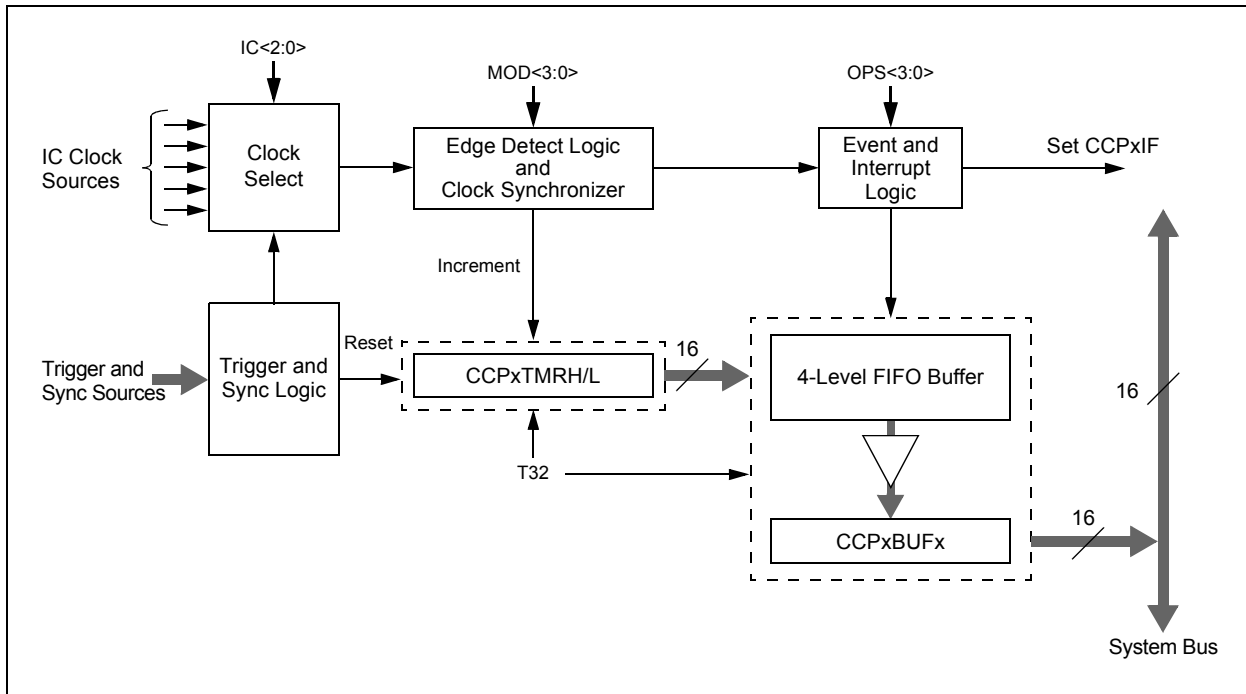 IC<2:0>
MOD<3:0>
OPS<3:0>
IC Clock
Sources
Clock
Select
Edge Detect Logic
and
Clock Synchronizer
Event and
Interrupt
Logic
Set CCPxIF
Increment
Trigger and
Sync Sources
Trigger and
Sync Logic
Reset
CCPxTMRH/L
16
4-Level FIFO Buffer
16
T32
CCPxBUFx
16
System Bus